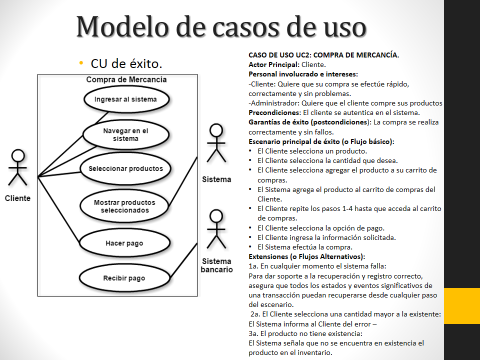 Modelo de casos de uso
• CU de éxito.
Compra de Mercancía
Ingresar al sistema
Navegar en el
sistema
Seleccionar productos
Mostrar productos
seleccionados
Hacer pago
Recibir pago
Cliente
Sistema
Sistema
bancario
CASO DE USO UC2: COMPRA DE MERCANCÍA.
Actor Principal: Cliente.
Personal involucrado e intereses:
-Cliente: Quiere que su compra se efectúe rápido,
correctamente y sin problemas.
-Administrador: Quiere que el cliente compre sus productos
Precondiciones: El cliente se autentica en el sistema.
Garantías de éxito (postcondiciones): La compra se realiza
correctamente y sin fallos.
Escenario principal de éxito (o Flujo básico):
• El Cliente selecciona un producto.
• El Cliente selecciona la cantidad que desea.
• El Cliente selecciona agregar el producto a su carrito de
compras.
• El Sistema agrega el producto al carrito de compras del
Cliente.
• El Cliente repite los pasos 1-4 hasta que acceda al carrito
de compras.
• El Cliente selecciona la opción de pago.
• El Cliente ingresa la información solicitada.
• El Sistema efectúa la compra.
Extensiones (o Flujos Alternativos):
1a. En cualquier momento el sistema falla:
Para dar soporte a la recuperación y registro correcto,
asegura que todos los estados y eventos significativos de
una transacción puedan recuperarse desde cualquier paso
del escenario.
2a. El Cliente selecciona una cantidad mayor a la existente:
El Sistema informa al Cliente del error –
3a. El producto no tiene existencia:
El Sistema señala que no se encuentra en existencia el
producto en el inventario.